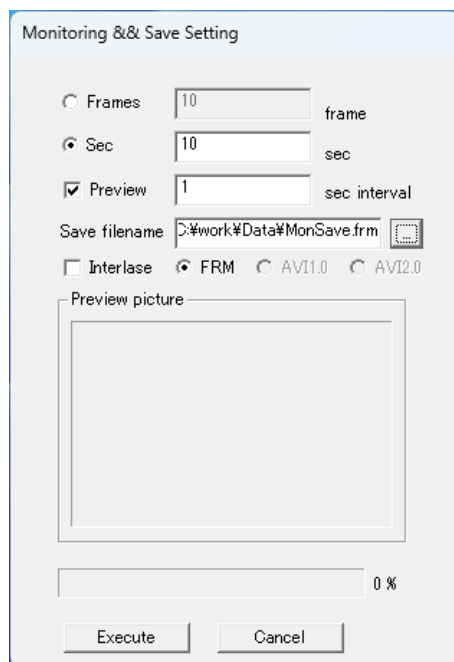 Monitoring && Save Setting
Frames 10 frame
Sec 10 sec
Preview 1 sec interval
Save filename C:¥work¥Data¥MonSave.frm ...
Interlase FRM AVI1.0 AVI2.0
Preview picture
0 %
Execute Cancel